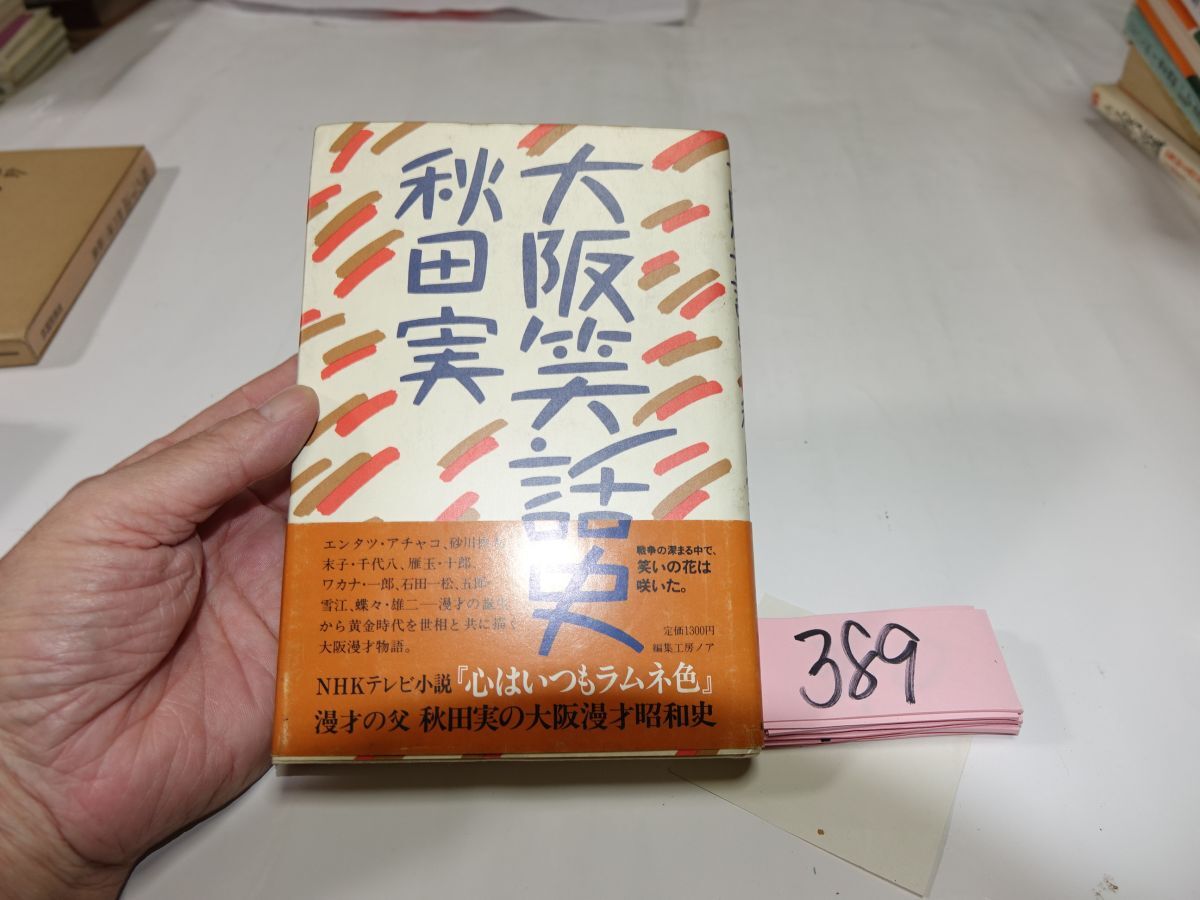 大阪笑話史
秋田実
戦争の深まる中で、
笑いの花は
咲いた。
エンタツ・アチャコ、砂川捨丸
末子・千代八、雁玉・十郎、
ワカナ・一郎、石田一松、五郎・
雪江、蝶々・雄二―漫才の誕生
から黄金時代を世相と共に描く
大阪漫才物語。
定価1300円
編集工房ノア
NHKテレビ小説『心はいつもラムネ色』
漫才の父 秋田実の大阪漫才昭和史
389